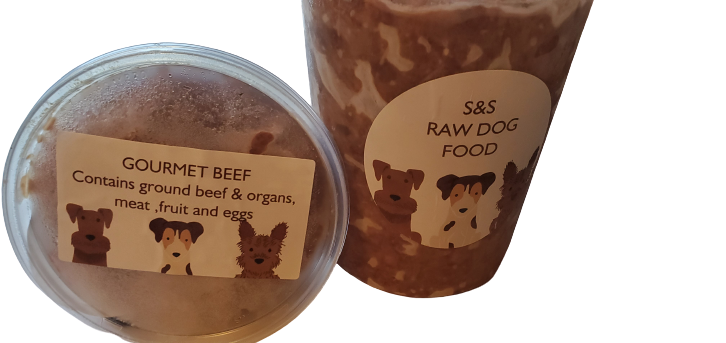 GOURMET BEEF
Contains ground beef & organs,
meat ,fruit and eggs
S&S
RAW DOG
FOOD